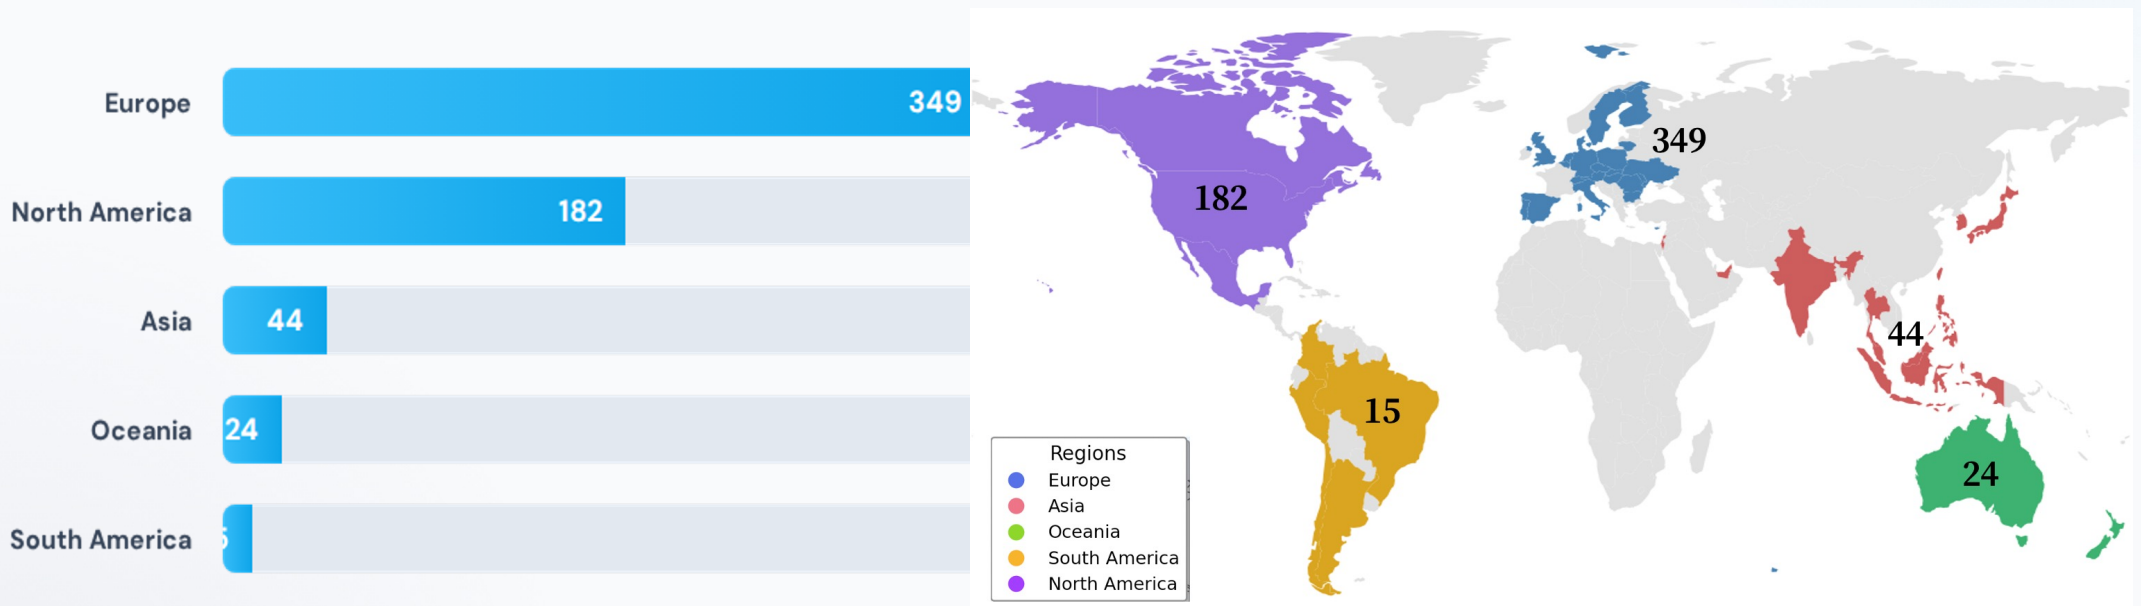 Europe 349
North America 182
Asia 44
Oceania 24
South America 5
349
182
44
15
24
Regions
Europe
Asia
Oceania
South America
North America